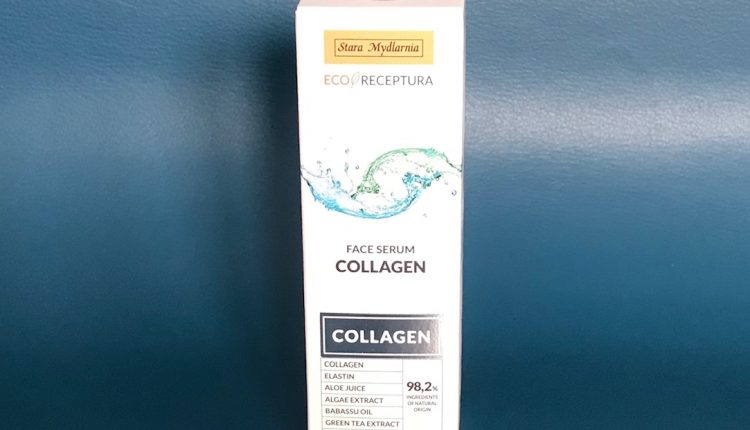 Stara Mydlarnia
ECO RECEPTURA
FACE SERUM
COLLAGEN
COLLAGEN
COLLAGEN
ELASTIN
ALOE JUICE
ALGAE EXTRACT
BABASSU OIL
GREEN TEA EXTRACT
98,2%
INGREDIENTS
OF NATURAL
ORIGIN